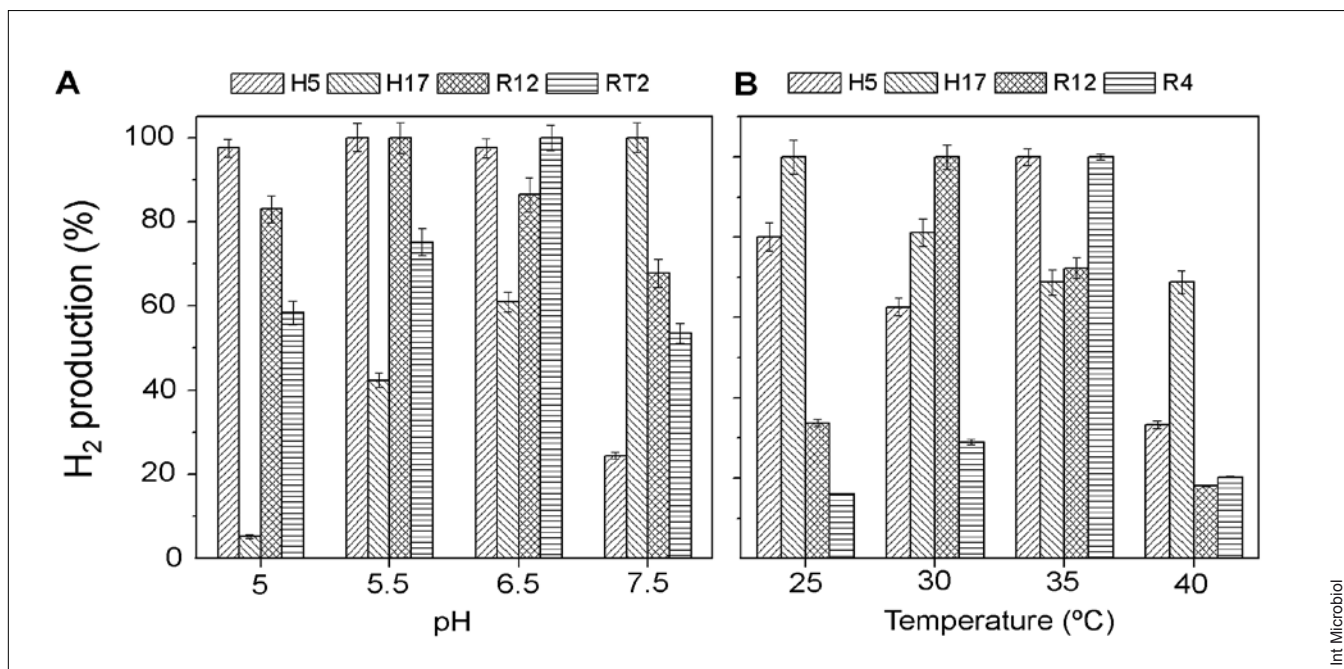 A
H5 H17 R12 RT2
B
H5 H17 R12 R4
H2 production (%)
100
80
60
40
20
0
5 5.5 6.5 7.5
pH
25 30 35 40
Temperature (ºC)
Int Microbiol